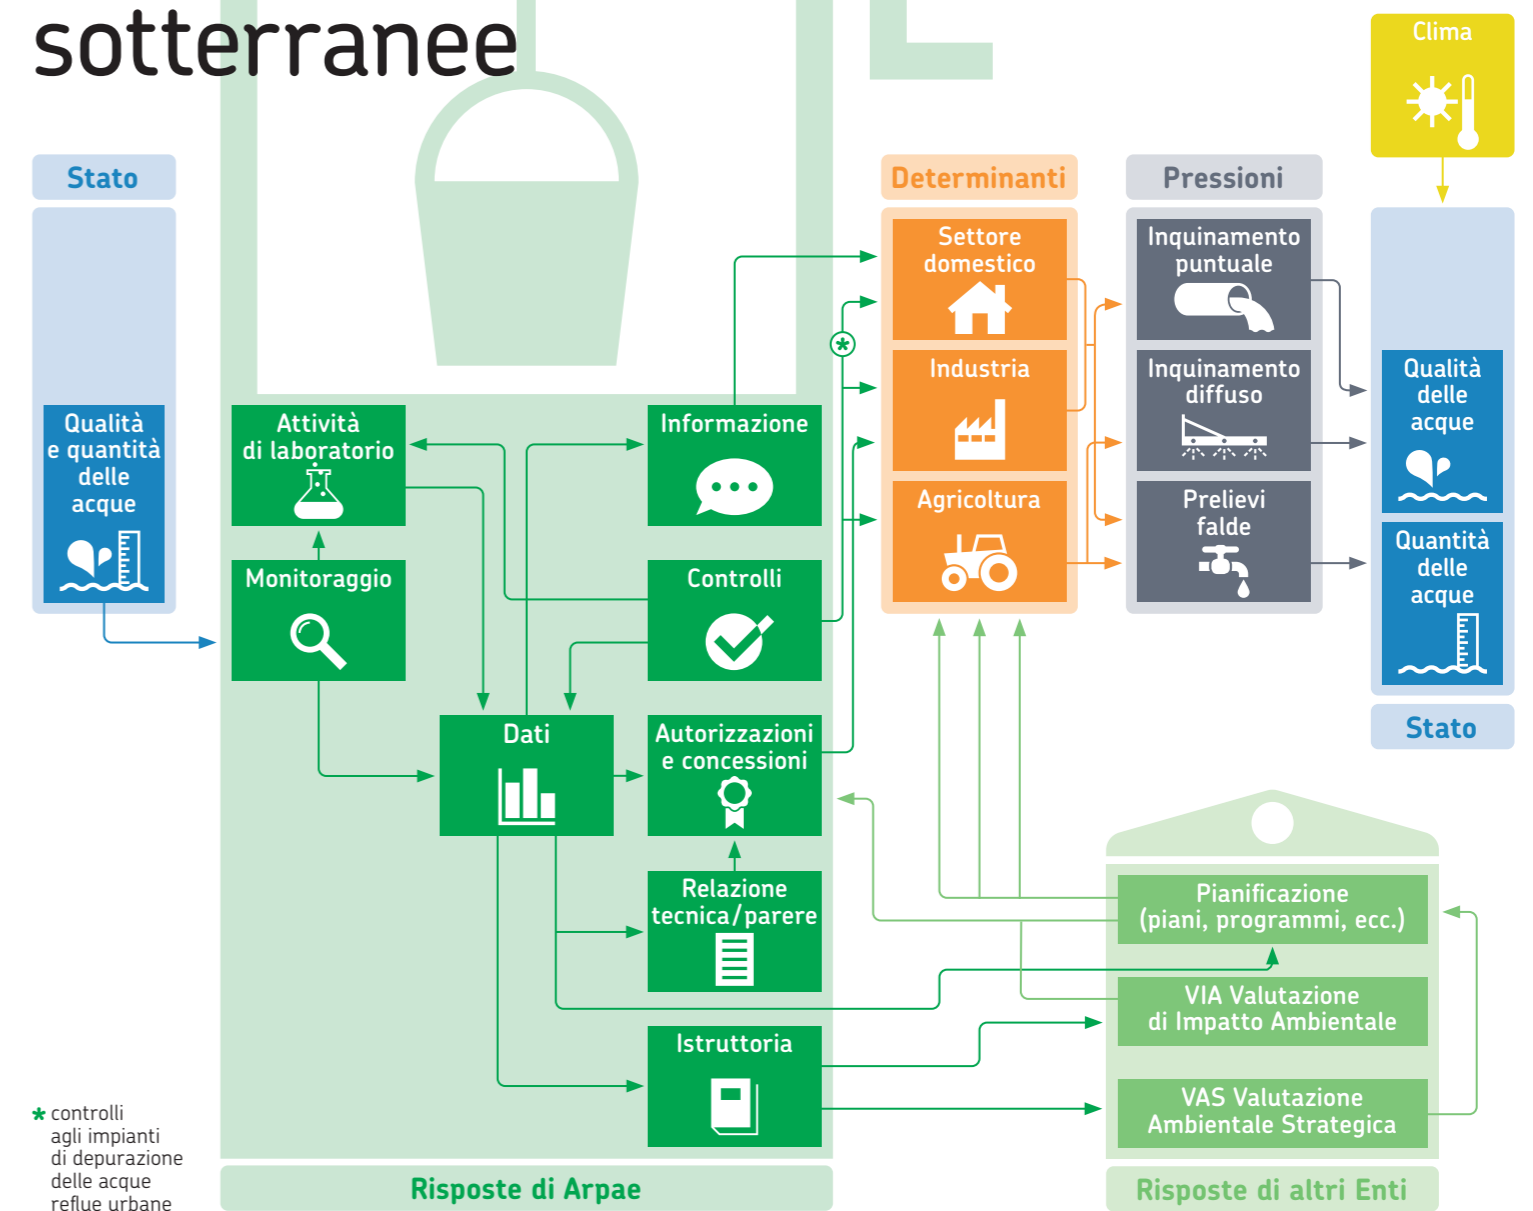 sotterranee
Clima
Stato
Qualità
e quantità
delle
acque
Attività
di laboratorio
Monitoraggio
Dati
Informazione
Controlli
Autorizzazioni
e concessioni
Relazione
tecnica/parere
Istruttoria
Risposte di Arpae
*
Determinanti
Settore
domestico
Industria
Agricoltura
Pressioni
Inquinamento
puntuale
Inquinamento
diffuso
Prelievi
falde
Qualità
delle
acque
Quantità
delle
acque
Stato
Pianificazione
(piani, programmi, ecc.)
VIA Valutazione
di Impatto Ambientale
VAS Valutazione
Ambientale Strategica
Risposte di altri Enti
* controlli
agli impianti
di depurazione
delle acque
reflue urbane